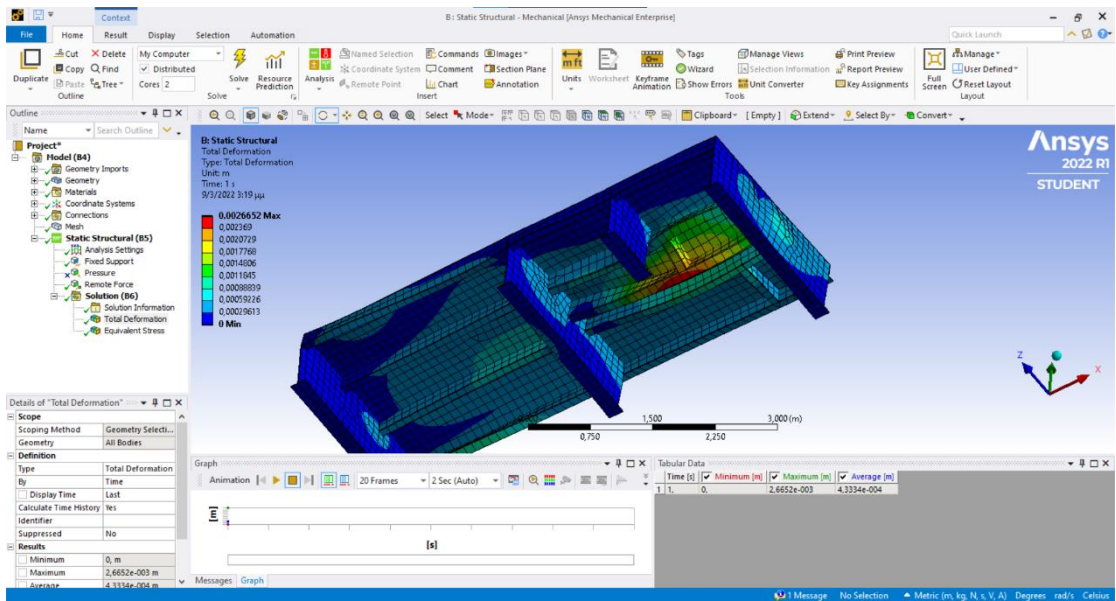 Context
B : Static Structural - Mechanical [Ansys Mechanical Enterprise]
File Home Result Display Selection Automation
Quick Launch
Duplicate
Cut
Copy
Paste
Delete
Find
Tree
Outline
My Computer
Distributed
Cores 2
Solve
Resource Prediction
Solve
Analysis
Named Selection
Coordinate System
Remote Point
Commands
Comment
Chart
Images
Section Plane
Annotation
Insert
Units
Worksheet
Keyframe Animation
Tags
Wizard
Show Errors
Manage Views
Selection Information
Unit Converter
Print Preview
Report Preview
Key Assignments
Tools
Full Screen
Manage
User Defined
Reset Layout
Layout
Outline
Name
Search Outline
Select Mode
Clipboard [Empty] Extend Select By Convert
Project*
Model (B4)
Geometry Imports
Geometry
Materials
Coordinate Systems
Connections
Mesh
Static Structural (B5)
Analysis Settings
Fixed Support
Pressure
Remote Force
Solution (B6)
Solution Information
Total Deformation
Equivalent Stress
B: Static Structural
Total Deformation
Type: Total Deformation
Unit: m
Time: 1 s
9/3/2022 3:19 μμ
0.0026652 Max
0,002369
0,0020729
0,0017768
0,0014806
0,0011845
0,00088839
0,00059226
0,00029613
0 Min
Ansys
2022 R1
STUDENT
Z
X
1,500
3,000 (m)
0,750
2,250
Details of "Total Deformation"
Scope
Scoping Method Geometry Selecti...
Geometry All Bodies
Definition
Type Total Deformation
By Time
Display Time Last
Calculate Time History Yes
Identifier
Suppressed No
Results
Minimum 0, m
Maximum 2,6652e-003 m
Average 4,3334e-004 m
Graph
Animation 20 Frames 2 Sec (Auto)
[m]
[s]
Messages Graph
Tabular Data
Time [s] Minimum [m] Maximum [m] Average [m]
1 1, 0, 2,6652e-003 4,3334e-004
1 Message No Selection Metric (m, kg, N, s, V, A) Degrees rad/s Celsius